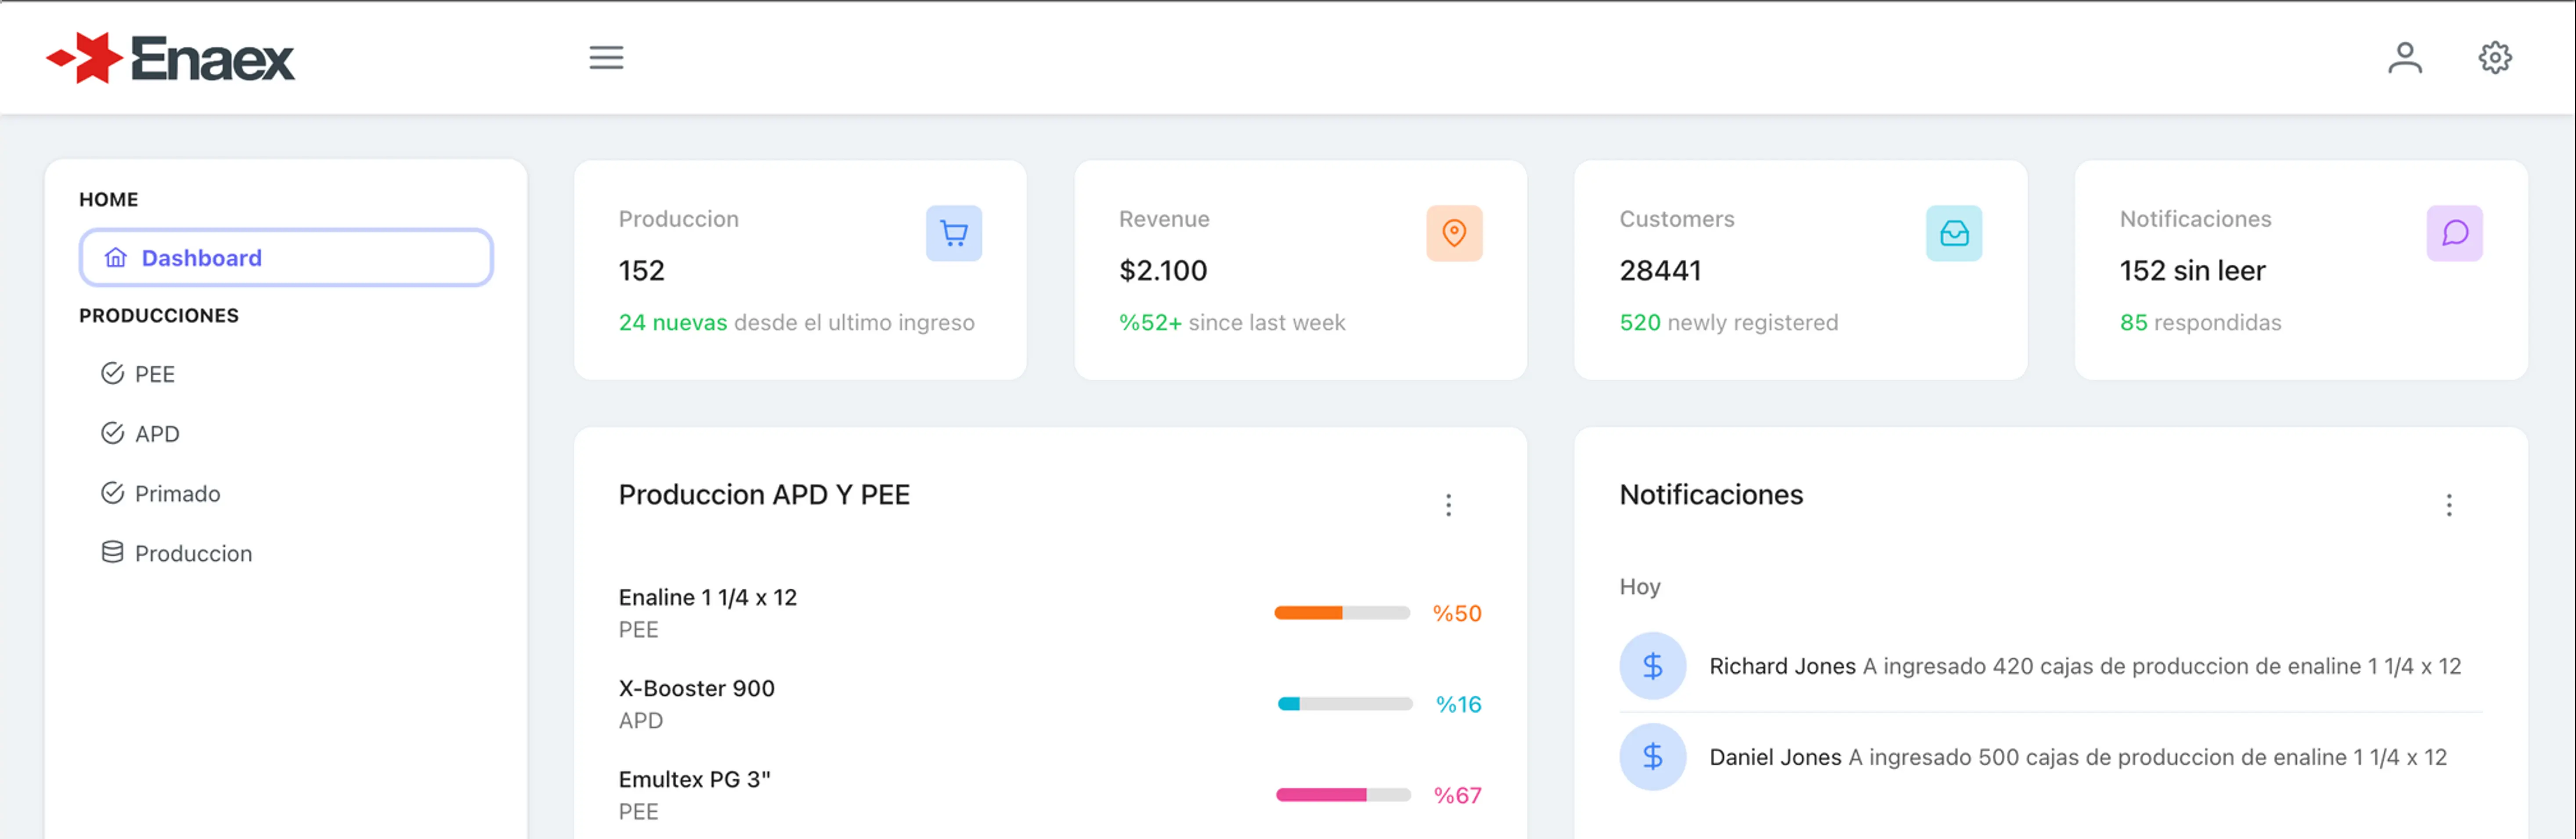 Enaex
HOME
Dashboard
PRODUCCIONES
PEE
APD
Primado
Produccion
Produccion
152
24 nuevas desde el ultimo ingreso
Revenue
$2.100
%52+ since last week
Customers
28441
520 newly registered
Notificaciones
152 sin leer
85 respondidas
Produccion APD Y PEE
Enaline 1 1/4 x 12
PEE
%50
X-Booster 900
APD
%16
Emultex PG 3"
PEE
%67
Notificaciones
Hoy
Richard Jones A ingresado 420 cajas de produccion de enaline 1 1/4 x 12
Daniel Jones A ingresado 500 cajas de produccion de enaline 1 1/4 x 12